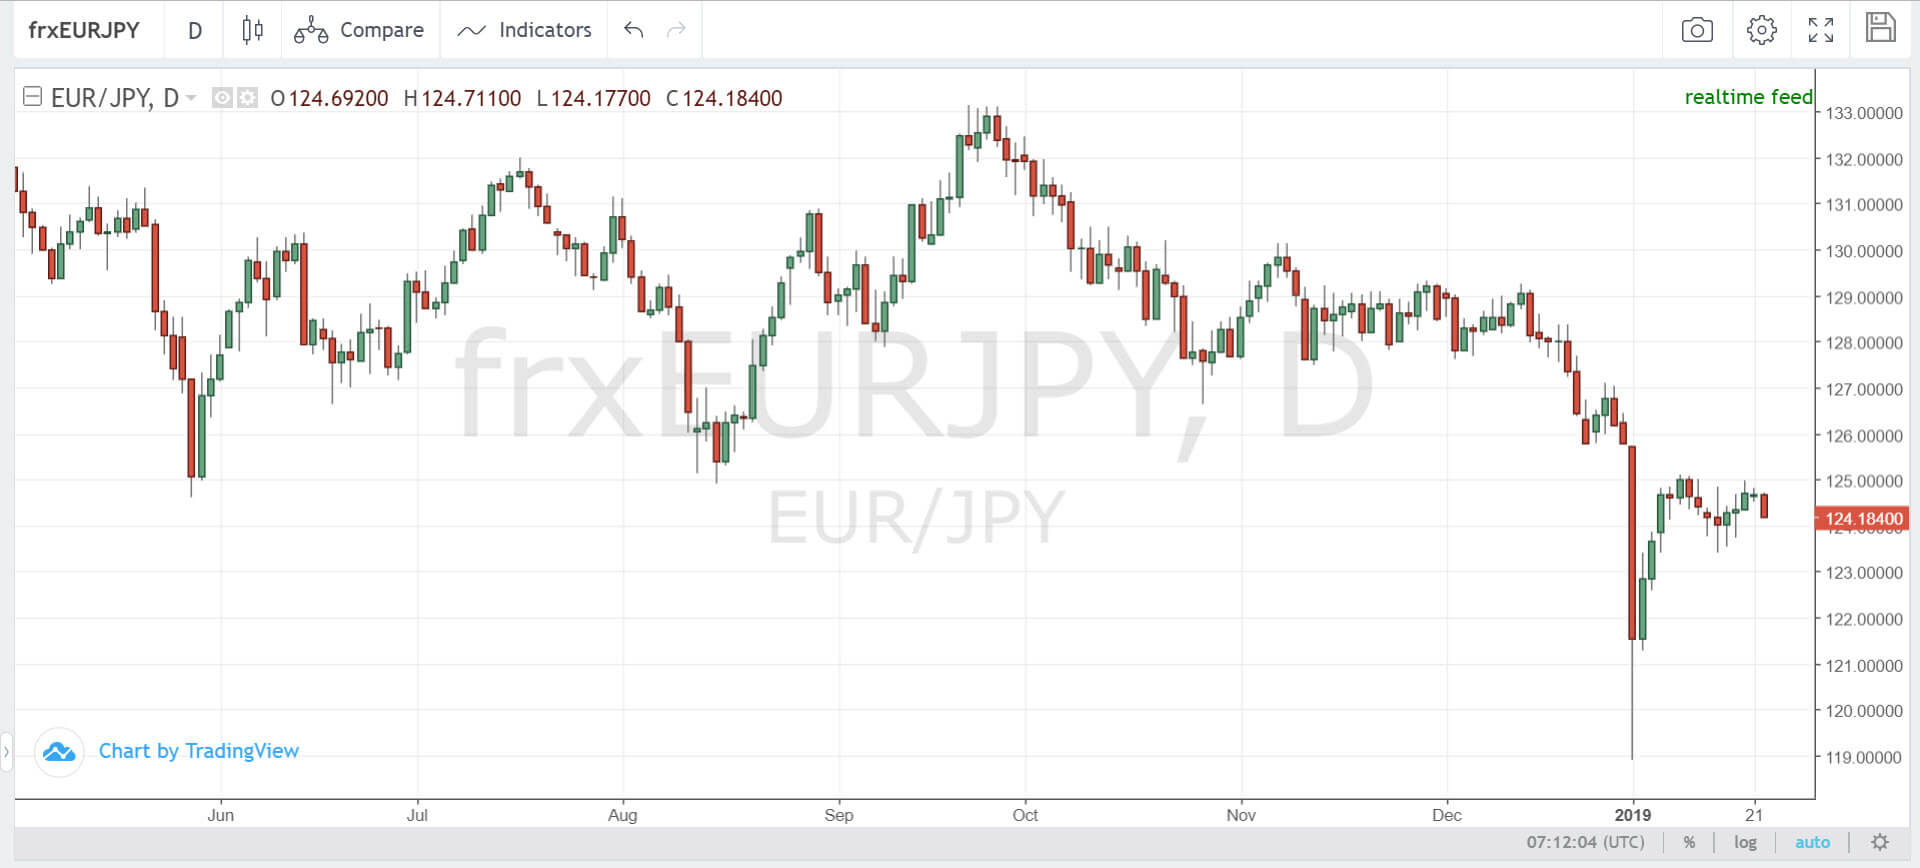 frxEURJPY D Compare Indicators
EUR/JPY, D O124.69200 H124.71100 L124.17700 C124.18400
realtime feed
133.00000
132.00000
131.00000
130.00000
129.00000
128.00000
127.00000
126.00000
125.00000
124.18400
124.00000
123.00000
122.00000
121.00000
120.00000
119.00000
frxEURJPY, D
EUR/JPY
Chart by TradingView
Jun Jul Aug Sep Oct Nov Dec 2019 21
07:12:04 (UTC) % log auto